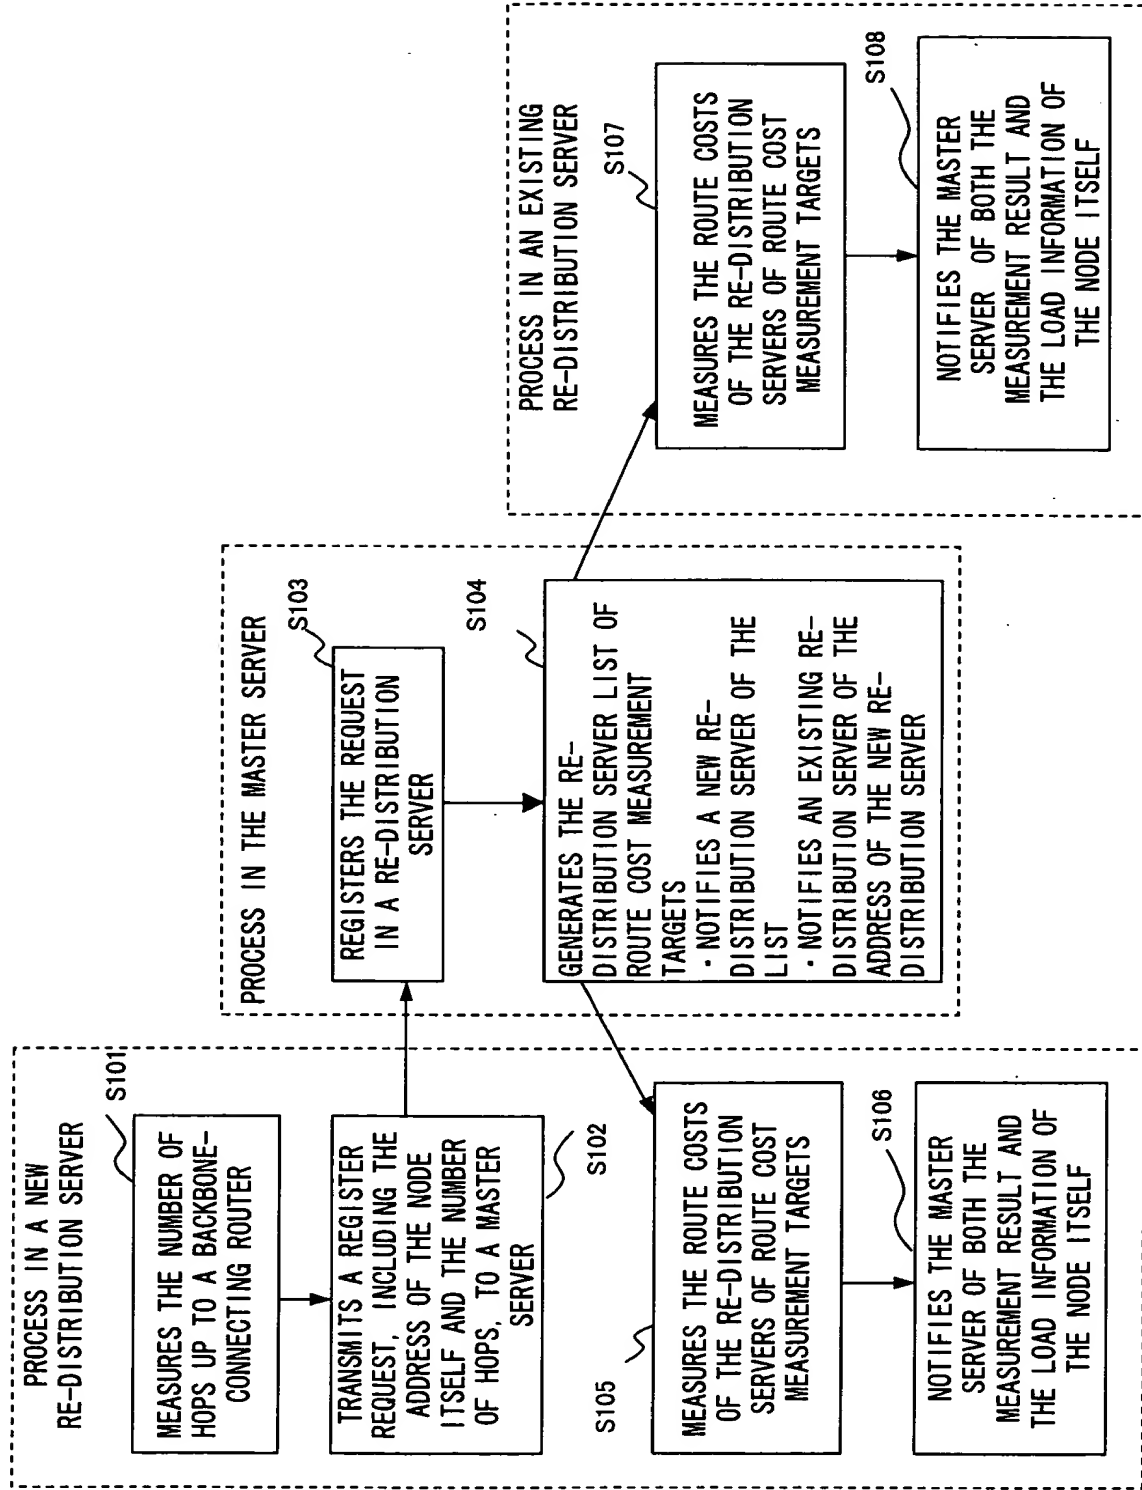 PROCESS IN A NEW
RE-DISTRIBUTION SERVER
S101
MEASURES THE NUMBER OF
HOPS UP TO A BACKBONE-
CONNECTING ROUTER
TRANSMITS A REGISTER
REQUEST, INCLUDING THE
ADDRESS OF THE NODE
ITSELF AND THE NUMBER
OF HOPS, TO A MASTER
SERVER
S102
S105
MEASURES THE ROUTE COSTS
OF THE RE-DISTRIBUTION
SERVERS OF ROUTE COST
MEASUREMENT TARGETS
S106
NOTIFIES THE MASTER
SERVER OF BOTH THE
MEASUREMENT RESULT AND
THE LOAD INFORMATION OF
THE NODE ITSELF
PROCESS IN THE MASTER SERVER
S103
REGISTERS THE REQUEST
IN A RE-DISTRIBUTION
SERVER
S104
GENERATES THE RE-
DISTRIBUTION SERVER LIST OF
ROUTE COST MEASUREMENT
TARGETS
・NOTIFIES A NEW RE-
DISTRIBUTION SERVER OF THE
LIST
・NOTIFIES AN EXISTING RE-
DISTRIBUTION SERVER OF THE
ADDRESS OF THE NEW RE-
DISTRIBUTION SERVER
PROCESS IN AN EXISTING
RE-DISTRIBUTION SERVER
S107
MEASURES THE ROUTE COSTS
OF THE RE-DISTRIBUTION
SERVERS OF ROUTE COST
MEASUREMENT TARGETS
S108
NOTIFIES THE MASTER
SERVER OF BOTH THE
MEASUREMENT RESULT AND
THE LOAD INFORMATION OF
THE NODE ITSELF